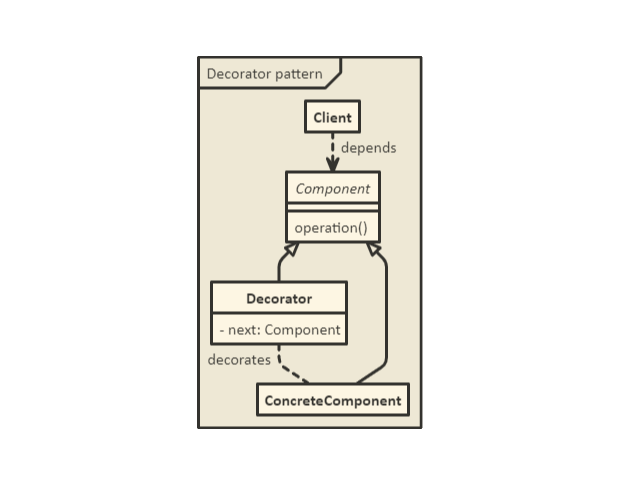 Decorator pattern
Client
depends
Component
operation()
Decorator
- next: Component
decorates
ConcreteComponent